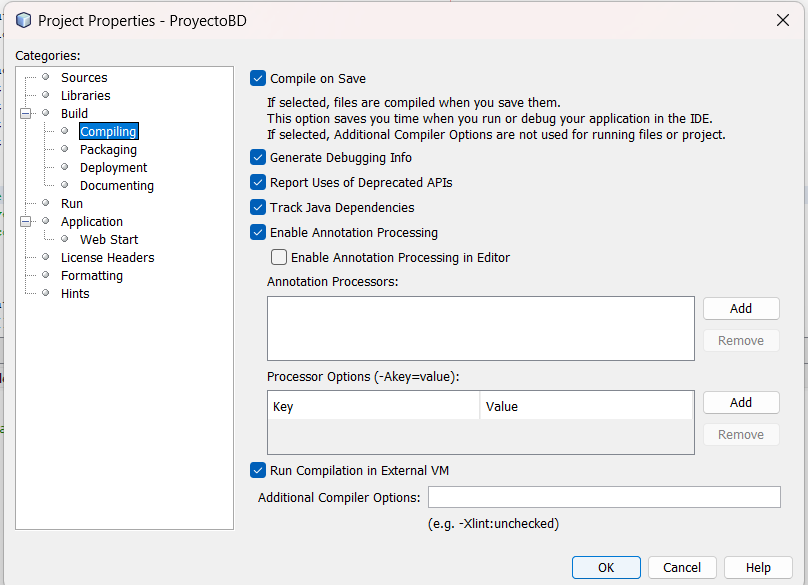 Project Properties - ProyectoBD
Categories:
Sources
Libraries
Build
Compiling
Packaging
Deployment
Documenting
Run
Application
Web Start
License Headers
Formatting
Hints
Compile on Save
If selected, files are compiled when you save them.
This option saves you time when you run or debug your application in the IDE.
If selected, Additional Compiler Options are not used for running files or project.
Generate Debugging Info
Report Uses of Deprecated APIs
Track Java Dependencies
Enable Annotation Processing
Enable Annotation Processing in Editor
Annotation Processors:
Add
Remove
Processor Options (-Akey=value):
Key Value
Add
Remove
Run Compilation in External VM
Additional Compiler Options:
(e.g. -Xlint:unchecked)
OK Cancel Help